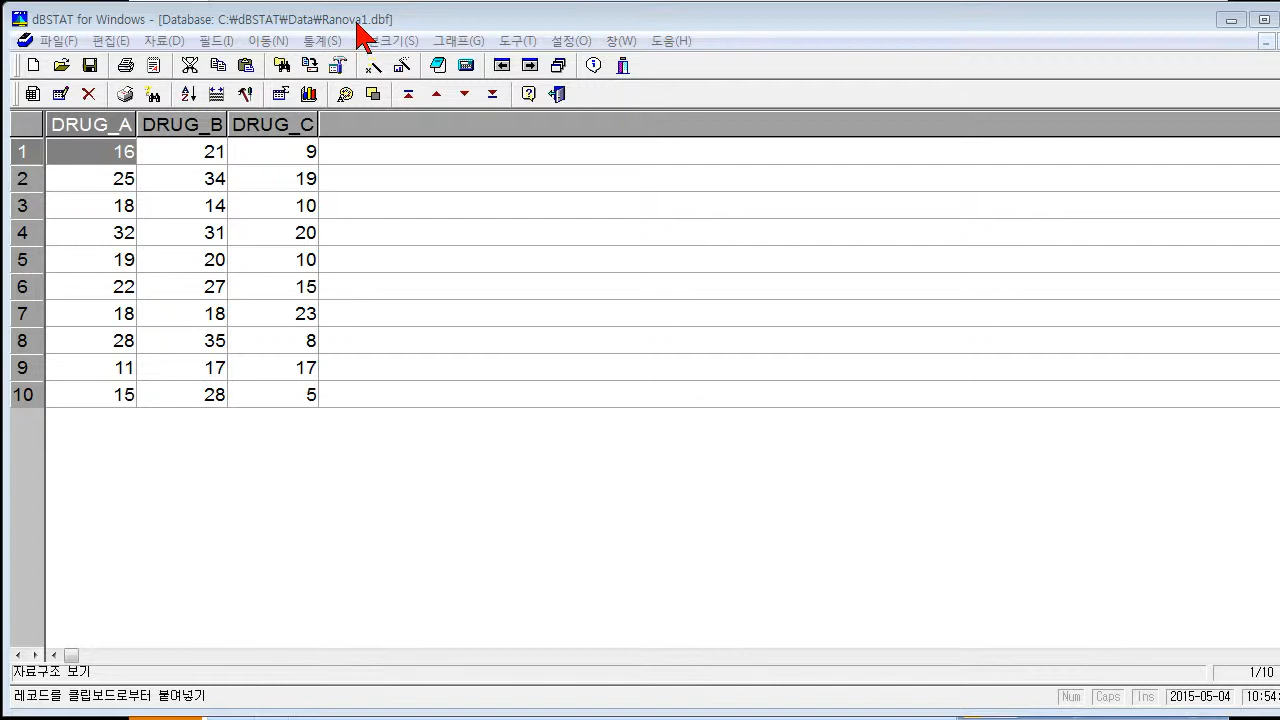 dBSTAT for Windows - [Database: C:₩dBSTAT₩Data₩Ranova1.dbf]
파일(F) 편집(E) 자료(D) 필드(I) 이동(N) 통계(S) 본크기(S) 그래프(G) 도구(T) 설정(O) 창(W) 도움(H)
DRUG_A DRUG_B DRUG_C
1 16 21 9
2 25 34 19
3 18 14 10
4 32 31 20
5 19 20 10
6 22 27 15
7 18 18 23
8 28 35 8
9 11 17 17
10 15 28 5
자료구조 보기 1/10
레코드를 클립보드로부터 붙여넣기 Num Caps Ins 2015-05-04 10:54: